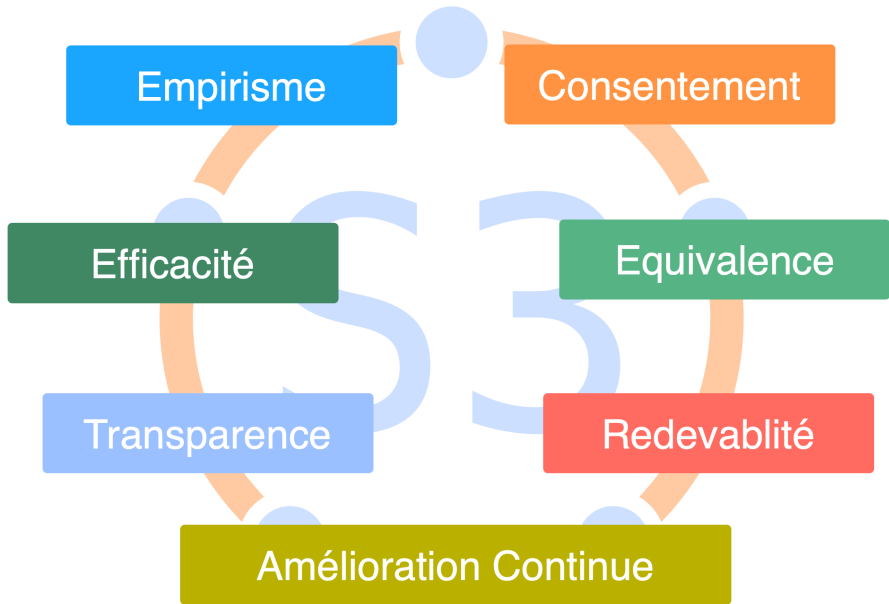 Empirisme
Consentement
S3
Efficacité
Equivalence
Transparence
Redevablité
Amélioration Continue